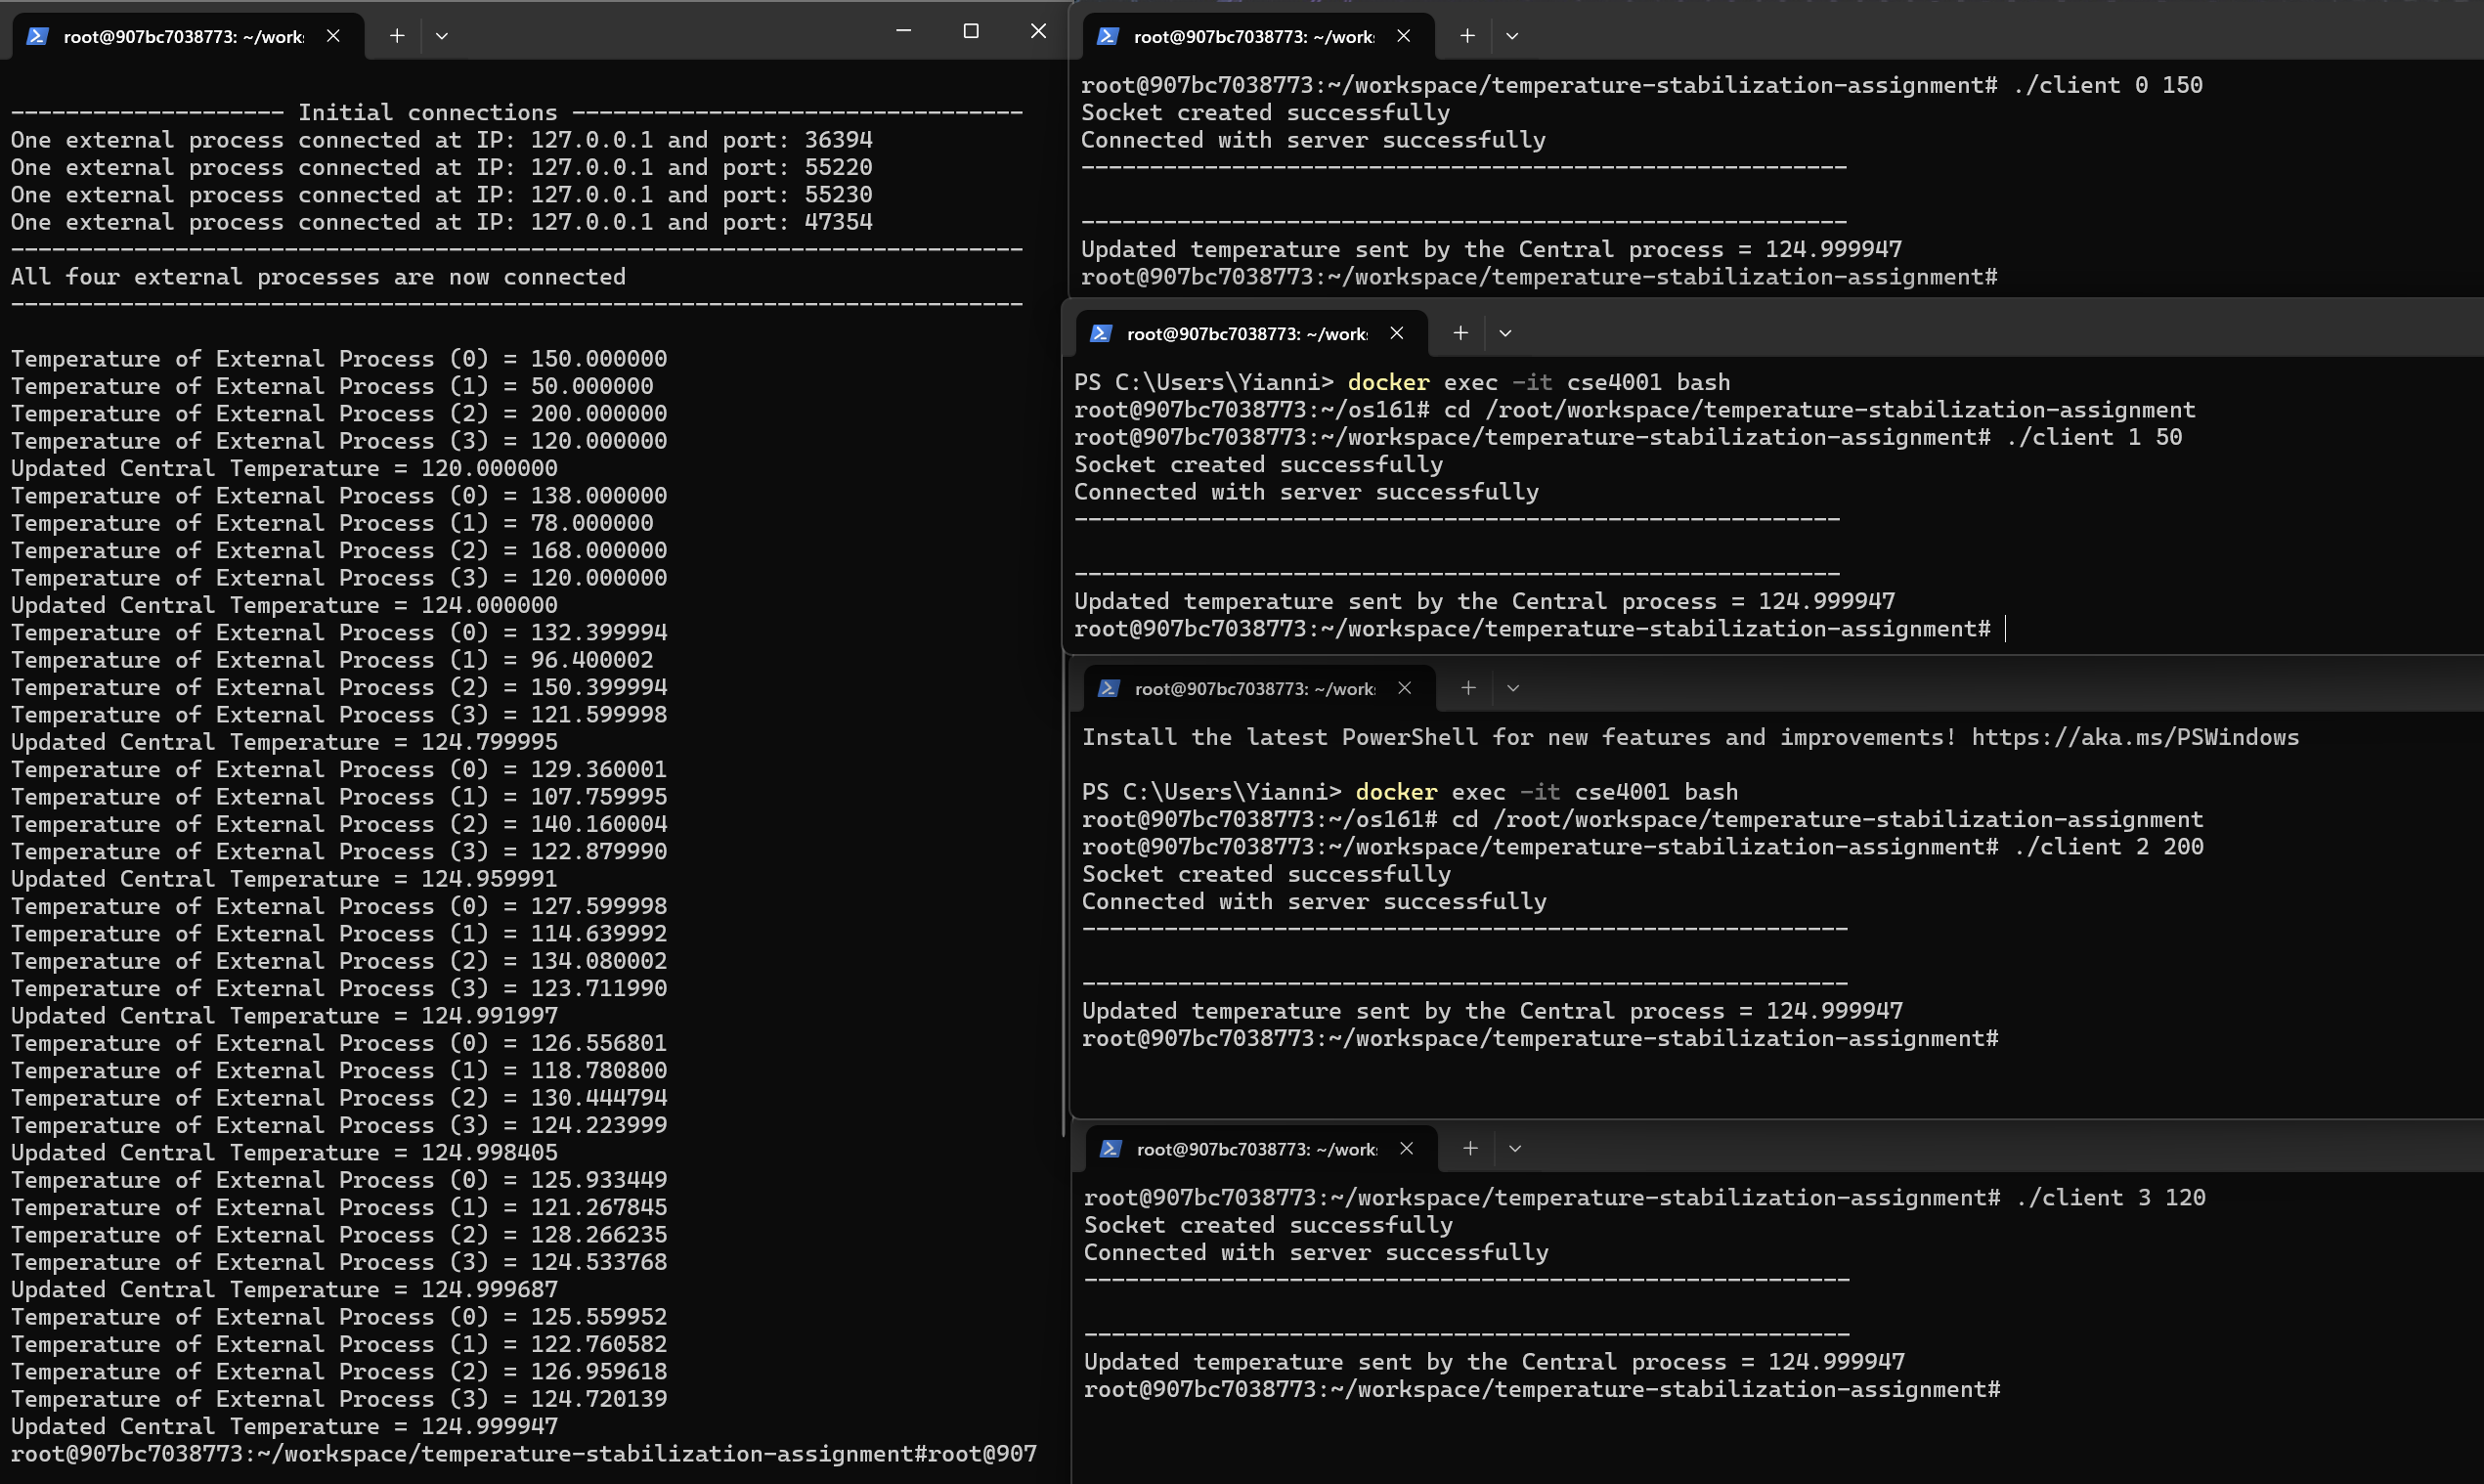 root@907bc7038773: ~/work
-------------------- Initial connections ---------------------------------
One external process connected at IP: 127.0.0.1 and port: 36394
One external process connected at IP: 127.0.0.1 and port: 55220
One external process connected at IP: 127.0.0.1 and port: 55230
One external process connected at IP: 127.0.0.1 and port: 47354
--------------------------------------------------------------------------
All four external processes are now connected
--------------------------------------------------------------------------
Temperature of External Process (0) = 150.000000
Temperature of External Process (1) = 50.000000
Temperature of External Process (2) = 200.000000
Temperature of External Process (3) = 120.000000
Updated Central Temperature = 120.000000
Temperature of External Process (0) = 138.000000
Temperature of External Process (1) = 78.000000
Temperature of External Process (2) = 168.000000
Temperature of External Process (3) = 120.000000
Updated Central Temperature = 124.000000
Temperature of External Process (0) = 132.399994
Temperature of External Process (1) = 96.400002
Temperature of External Process (2) = 150.399994
Temperature of External Process (3) = 121.599998
Updated Central Temperature = 124.799995
Temperature of External Process (0) = 129.360001
Temperature of External Process (1) = 107.759995
Temperature of External Process (2) = 140.160004
Temperature of External Process (3) = 122.879990
Updated Central Temperature = 124.959991
Temperature of External Process (0) = 127.599998
Temperature of External Process (1) = 114.639992
Temperature of External Process (2) = 134.080002
Temperature of External Process (3) = 123.711990
Updated Central Temperature = 124.991997
Temperature of External Process (0) = 126.556801
Temperature of External Process (1) = 118.780800
Temperature of External Process (2) = 130.444794
Temperature of External Process (3) = 124.223999
Updated Central Temperature = 124.998405
Temperature of External Process (0) = 125.933449
Temperature of External Process (1) = 121.267845
Temperature of External Process (2) = 128.266235
Temperature of External Process (3) = 124.533768
Updated Central Temperature = 124.999687
Temperature of External Process (0) = 125.559952
Temperature of External Process (1) = 122.760582
Temperature of External Process (2) = 126.959618
Temperature of External Process (3) = 124.720139
Updated Central Temperature = 124.999947
root@907bc7038773:~/workspace/temperature-stabilization-assignment#root@907
root@907bc7038773: ~/work
root@907bc7038773:~/workspace/temperature-stabilization-assignment# ./client 0 150
Socket created successfully
Connected with server successfully
--------------------------------------------------------
--------------------------------------------------------
Updated temperature sent by the Central process = 124.999947
root@907bc7038773:~/workspace/temperature-stabilization-assignment#
root@907bc7038773: ~/work
PS C:\Users\Yianni> docker exec -it cse4001 bash
root@907bc7038773:~/os161# cd /root/workspace/temperature-stabilization-assignment
root@907bc7038773:~/workspace/temperature-stabilization-assignment# ./client 1 50
Socket created successfully
Connected with server successfully
--------------------------------------------------------
--------------------------------------------------------
Updated temperature sent by the Central process = 124.999947
root@907bc7038773:~/workspace/temperature-stabilization-assignment#
root@907bc7038773: ~/work
Install the latest PowerShell for new features and improvements! https://aka.ms/PSWindows
PS C:\Users\Yianni> docker exec -it cse4001 bash
root@907bc7038773:~/os161# cd /root/workspace/temperature-stabilization-assignment
root@907bc7038773:~/workspace/temperature-stabilization-assignment# ./client 2 200
Socket created successfully
Connected with server successfully
--------------------------------------------------------
--------------------------------------------------------
Updated temperature sent by the Central process = 124.999947
root@907bc7038773:~/workspace/temperature-stabilization-assignment#
root@907bc7038773: ~/work
root@907bc7038773:~/workspace/temperature-stabilization-assignment# ./client 3 120
Socket created successfully
Connected with server successfully
--------------------------------------------------------
--------------------------------------------------------
Updated temperature sent by the Central process = 124.999947
root@907bc7038773:~/workspace/temperature-stabilization-assignment#